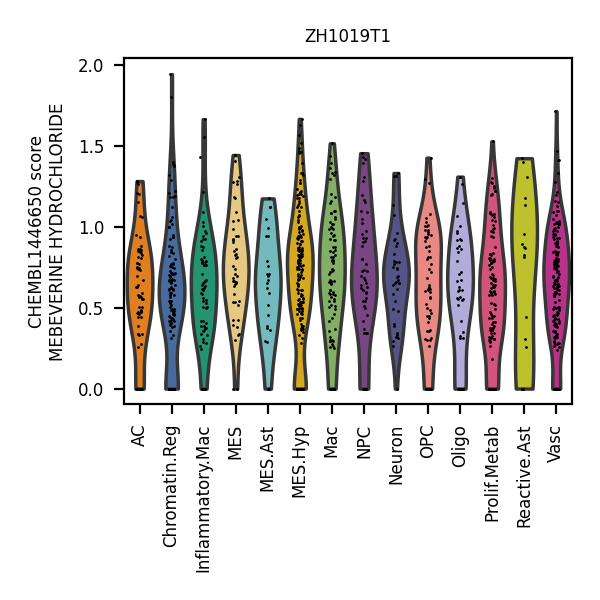 ZH1019T1
CHEMBL1446650 score
MEBEVERINE HYDROCHLORIDE
2.0
1.5
1.0
0.5
0.0
AC
Chromatin.Reg
Inflammatory.Mac
MES
MES.Ast
MES.Hyp
Mac
NPC
Neuron
OPC
Oligo
Prolif.Metab
Reactive.Ast
Vasc